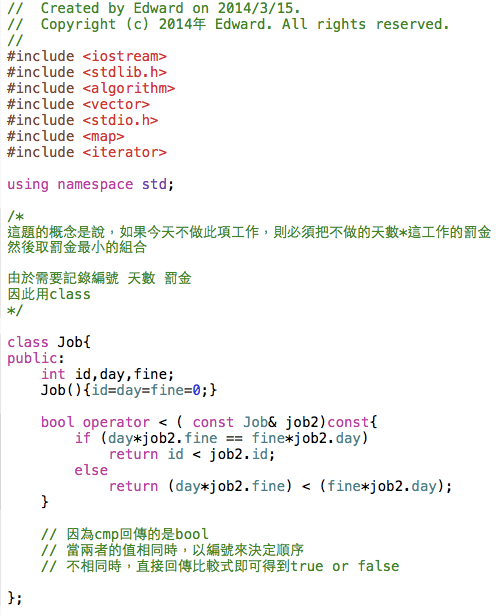 //  Created by Edward on 2014/3/15.
//  Copyright (c) 2014年 Edward. All rights reserved.
//
#include <iostream>
#include <stdlib.h>
#include <algorithm>
#include <vector>
#include <stdio.h>
#include <map>
#include <iterator>

using namespace std;

/*
這題的概念是說，如果今天不做此項工作，則必須把不做的天數*這工作的罰金
然後取罰金最小的組合

由於需要記錄編號 天數 罰金
因此用class
*/

class Job{
public:
    int id,day,fine;
    Job(){id=day=fine=0;}

    bool operator < ( const Job& job2)const{
        if (day*job2.fine == fine*job2.day)
            return id < job2.id;
        else
            return (day*job2.fine) < (fine*job2.day);
    }

    // 因為cmp回傳的是bool
    // 當兩者的值相同時，以編號來決定順序
    // 不相同時，直接回傳比較式即可得到true or false

};